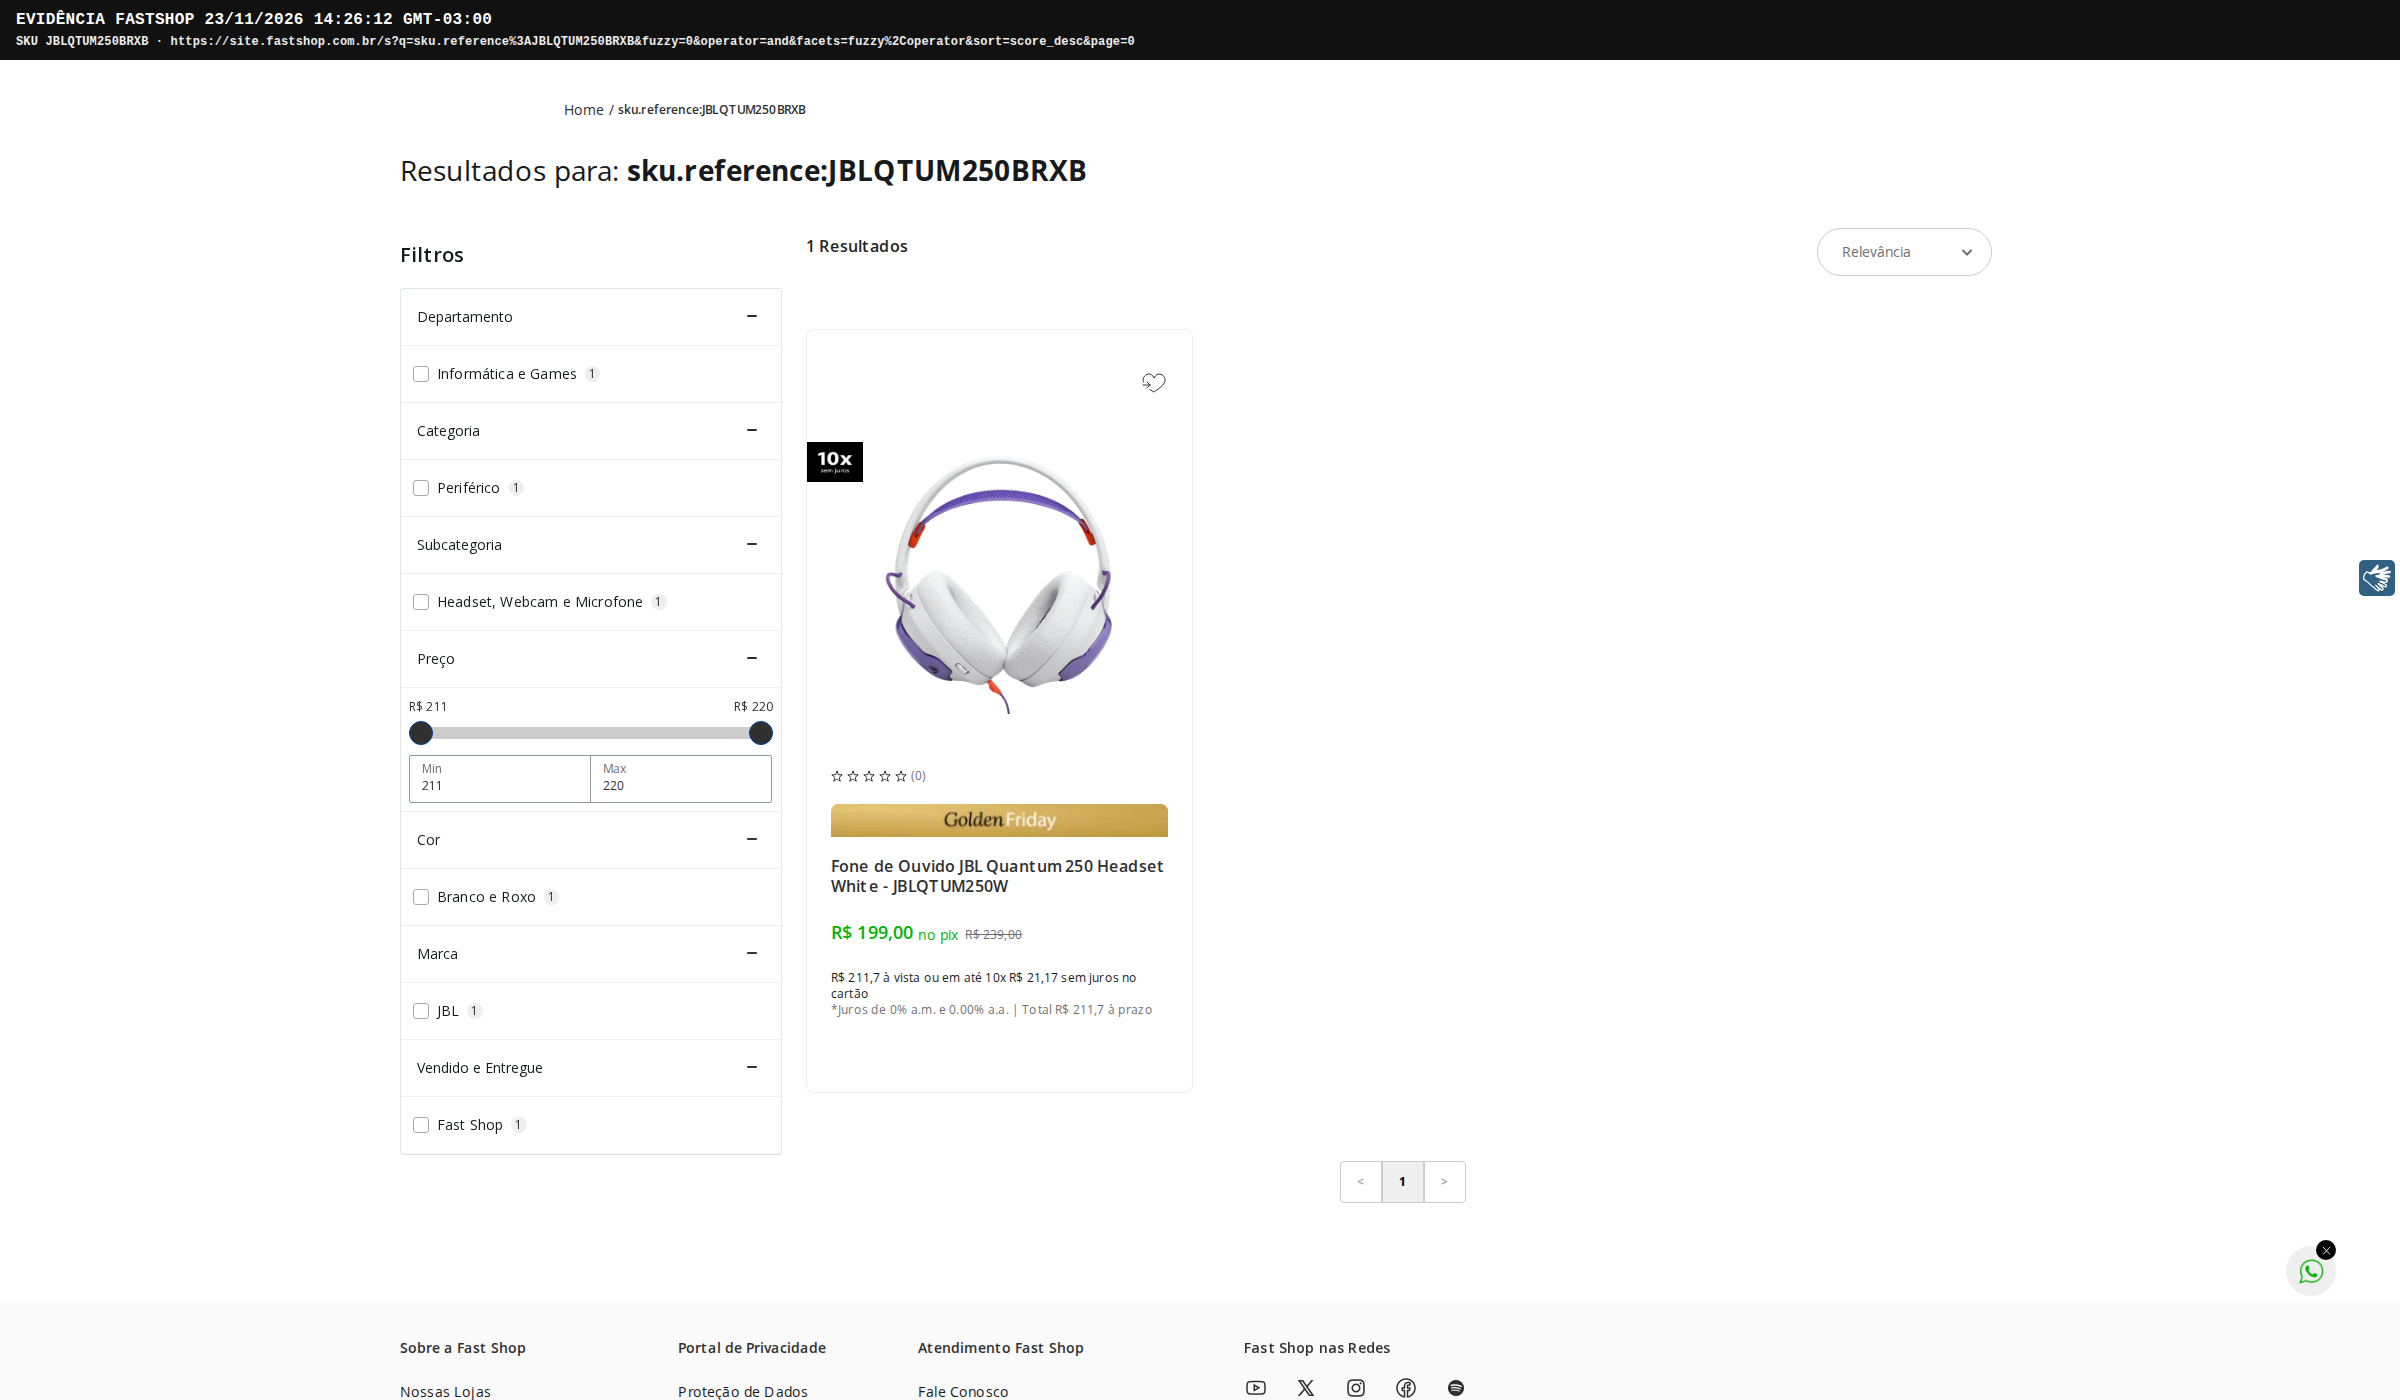 EVIDÊNCIA FASTSHOP 23/11/2026 14:26:12 GMT-03:00
SKU JBLQTUM250BRXB · https://site.fastshop.com.br/s?q=sku.reference%3AJBLQTUM250BRXB&fuzzy=0&operator=and&facets=fuzzy%2Coperator&sort=score_desc&page=0
Home / sku.reference:JBLQTUM250BRXB
Resultados para: sku.reference:JBLQTUM250BRXB
Filtros
1 Resultados
Relevância
Departamento
Informática e Games 1
Categoria
Periférico 1
Subcategoria
Headset, Webcam e Microfone 1
Preço
R$ 211
R$ 220
Min
211
Max
220
Cor
Branco e Roxo 1
Marca
JBL 1
Vendido e Entregue
Fast Shop 1
10x
sem juros
(0)
Golden Friday
Fone de Ouvido JBL Quantum 250 Headset
White - JBLQTUM250W
R$ 199,00 no pix R$ 239,00
R$ 211,7 à vista ou em até 10x R$ 21,17 sem juros no
cartão
*Juros de 0% a.m. e 0.00% a.a. | Total R$ 211,7 à prazo
< 1 >
Sobre a Fast Shop
Portal de Privacidade
Atendimento Fast Shop
Fast Shop nas Redes
Nossas Lojas
Proteção de Dados
Fale Conosco